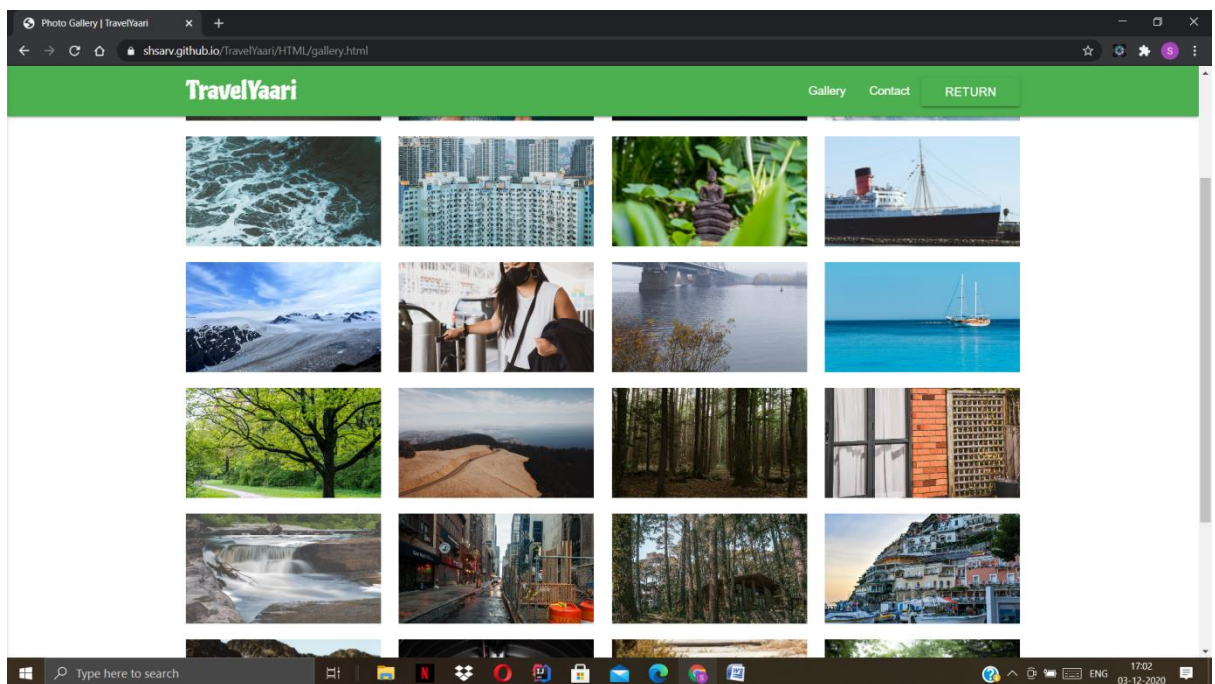 Photo Gallery | TravelYaari
shsarv.github.io/TravelYaari/HTML/gallery.html
S
TravelYaari
Gallery Contact RETURN
Type here to search
N
W
ENG
17:02
03-12-2020